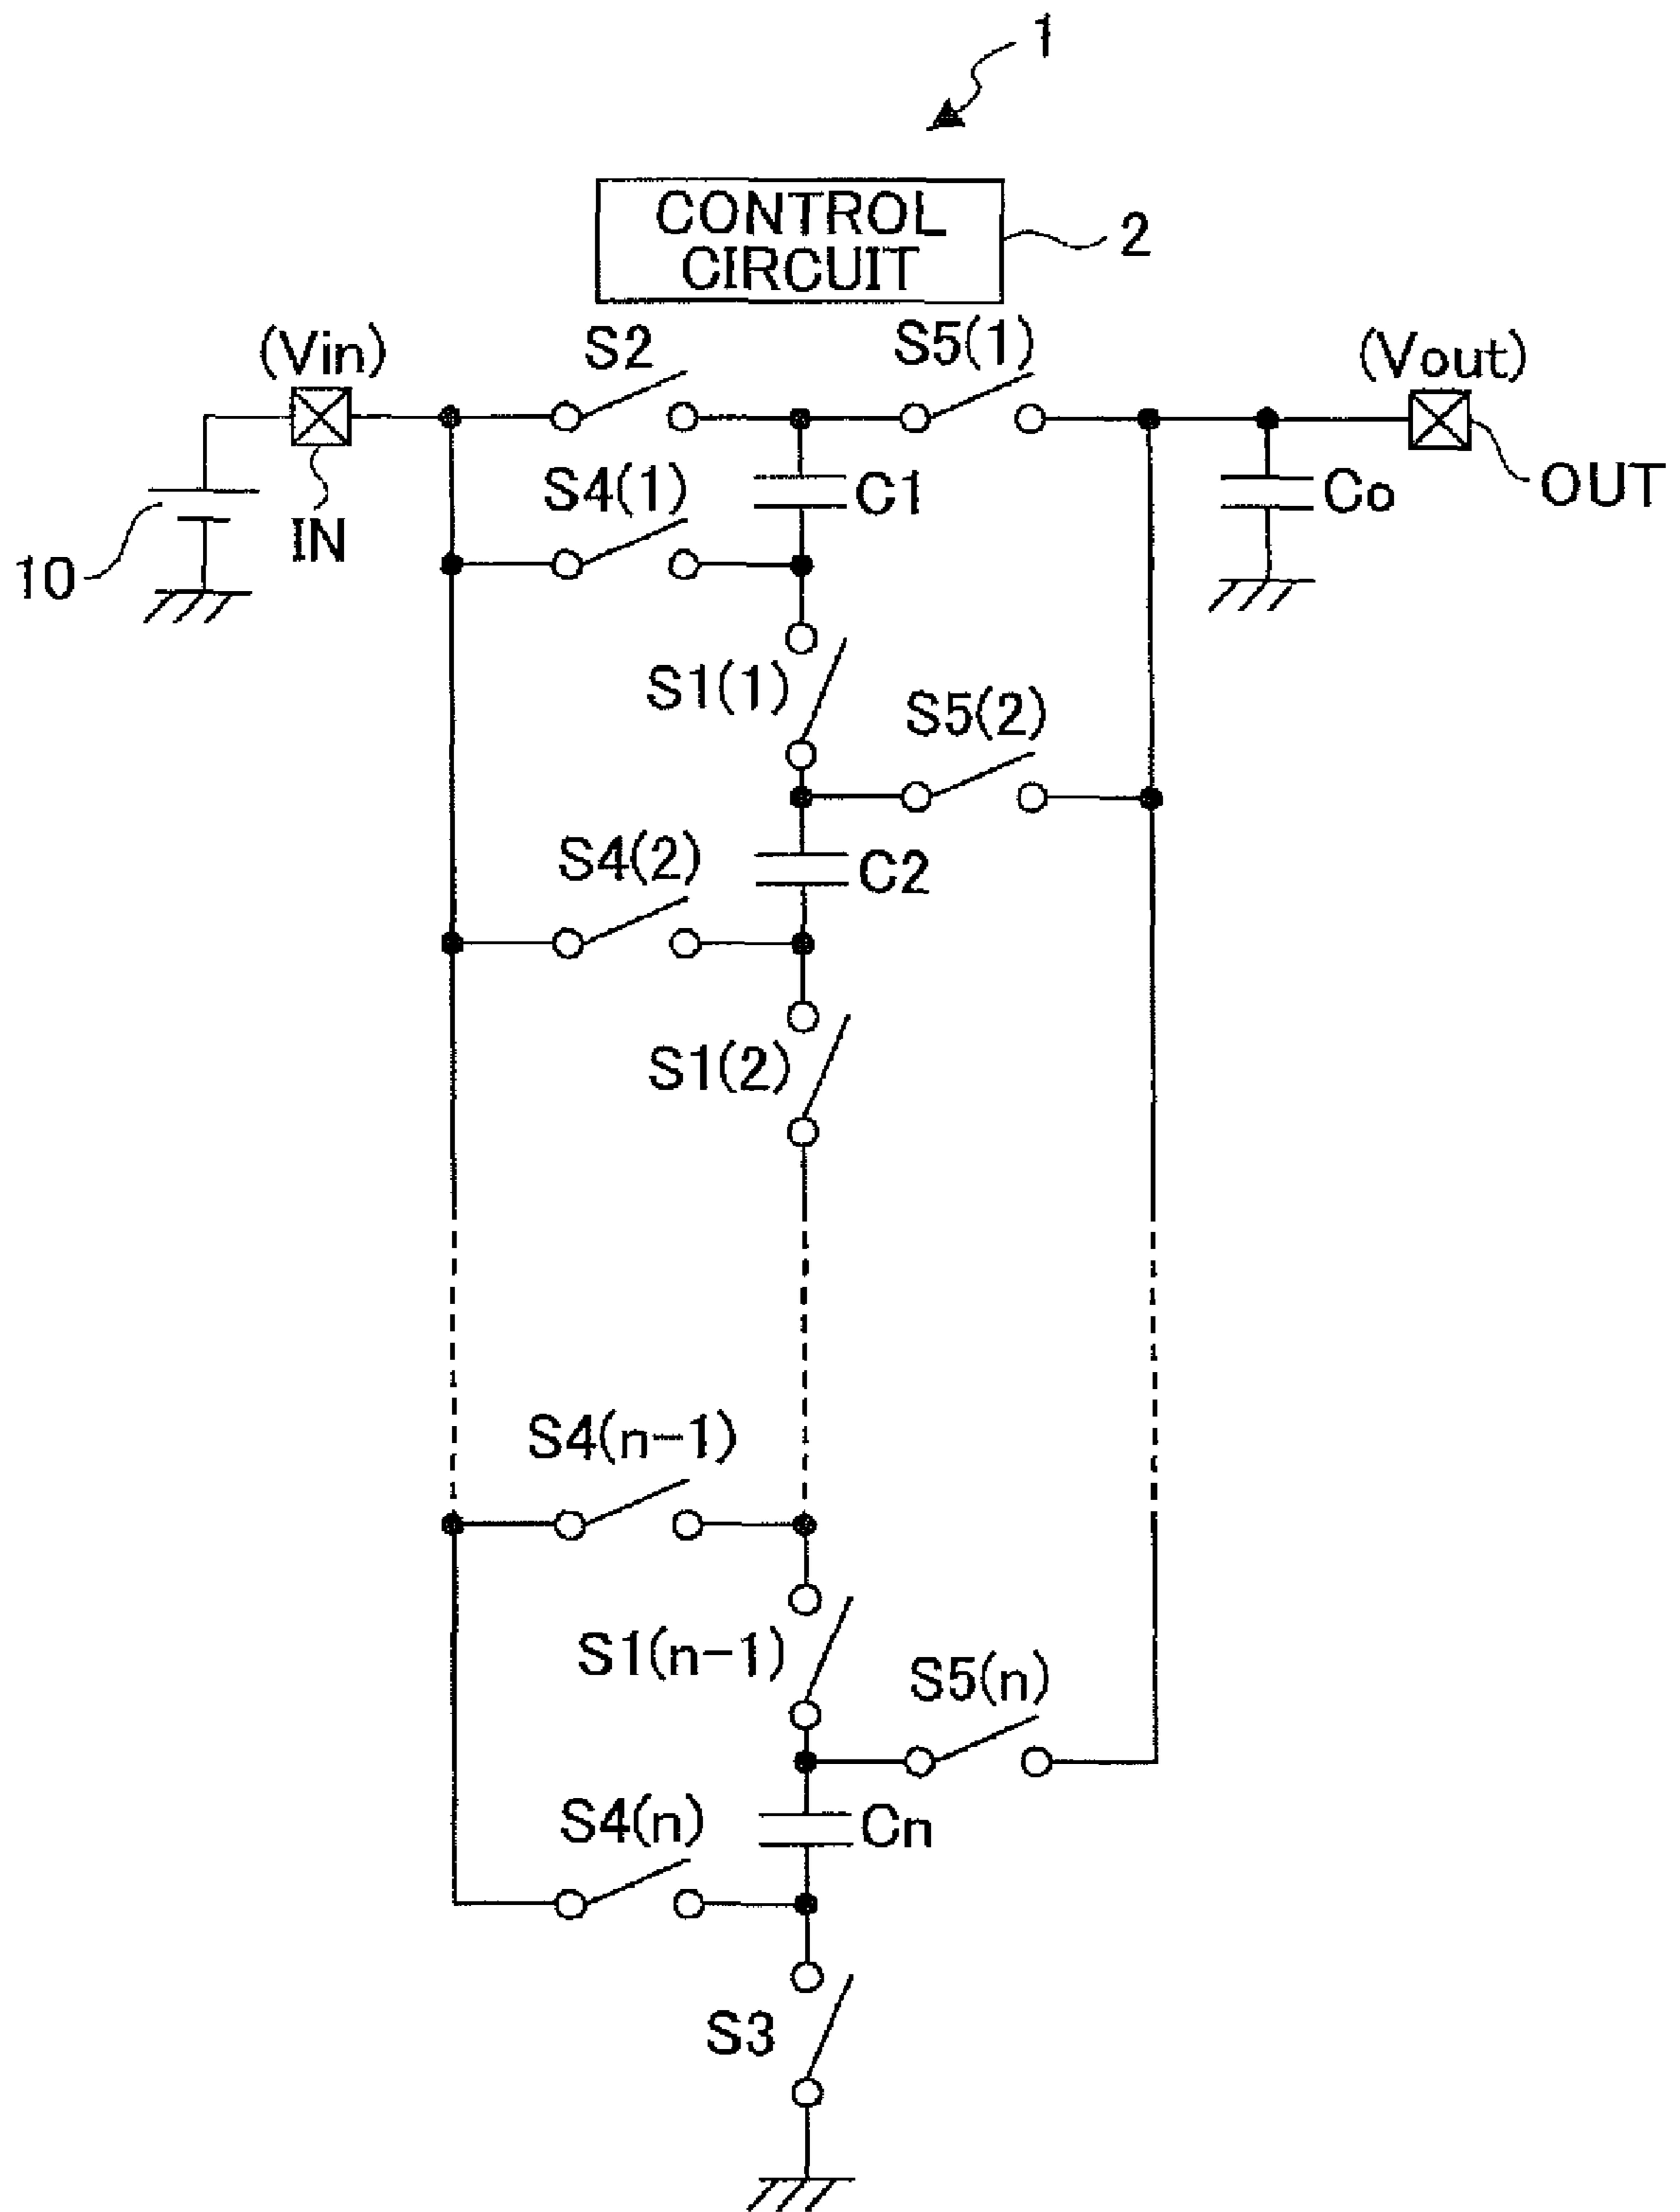 1
CONTROL
CIRCUIT
2
(Vin)
S2
S5(1)
(Vout)
S4(1)
C1
Co
OUT
IN
10
S1(1)
S5(2)
S4(2)
C2
S1(2)
S4(n-1)
S1(n-1)
S5(n)
S4(n)
Cn
S3